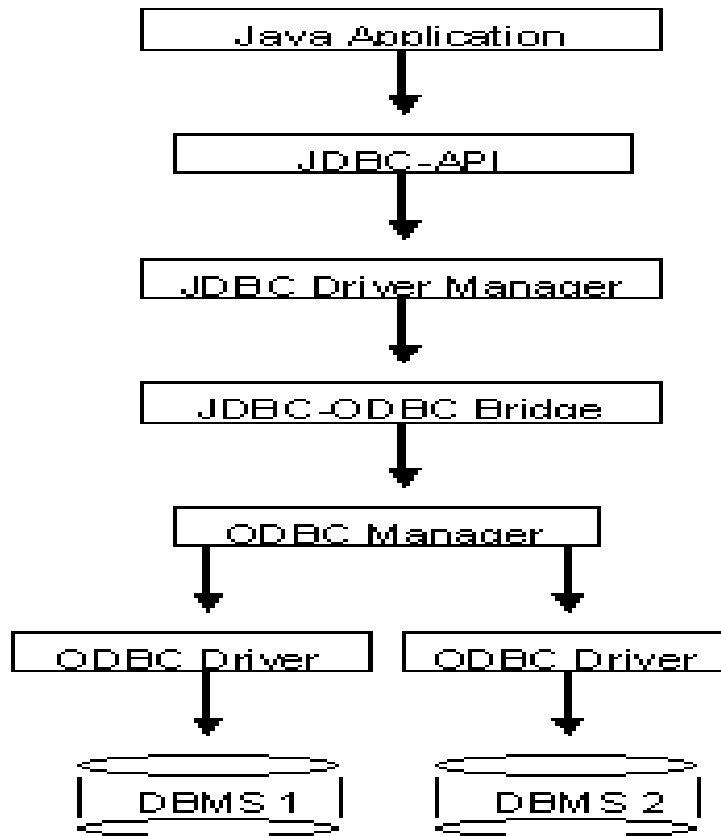 Java Application
JDBC-API
JDBC Driver Manager
JDBC-ODBC Bridge
ODBC Manager
ODBC Driver
ODBC Driver
DBMS 1
DBMS 2